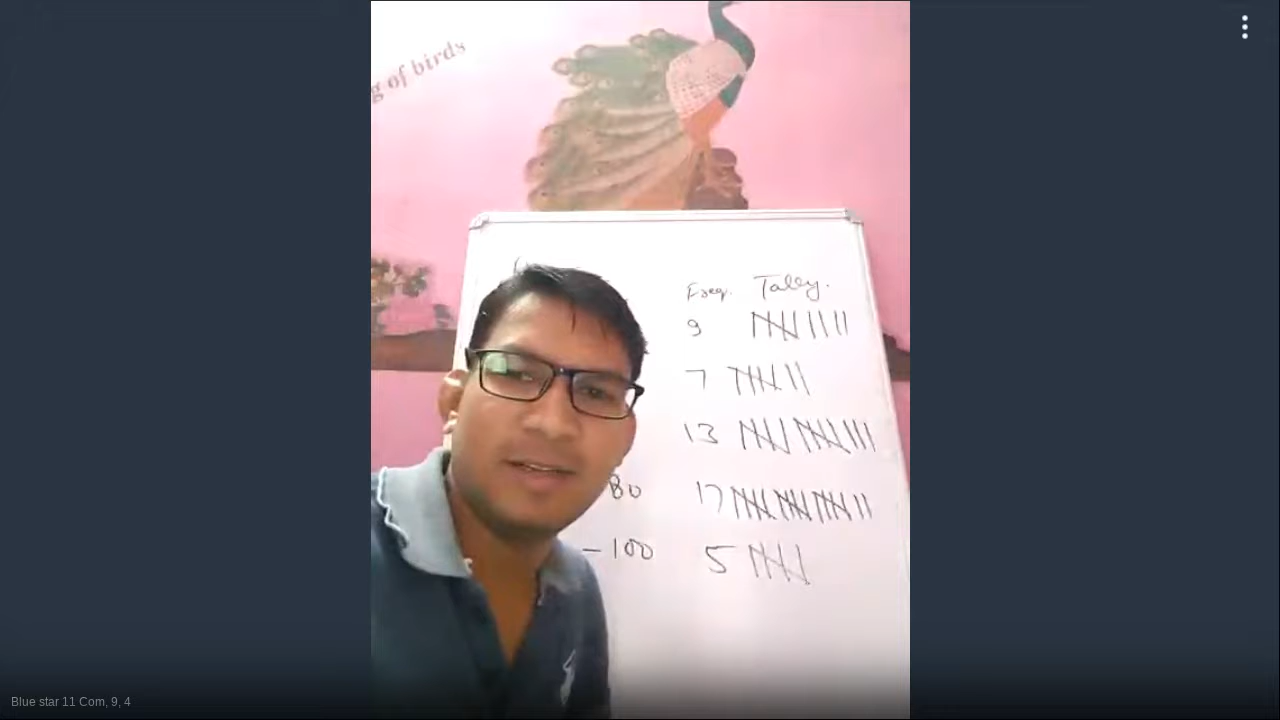 g of birds
Freq. Tally.
9
7
13
80 17
- 100 5
Blue star 11 Com, 9, 4